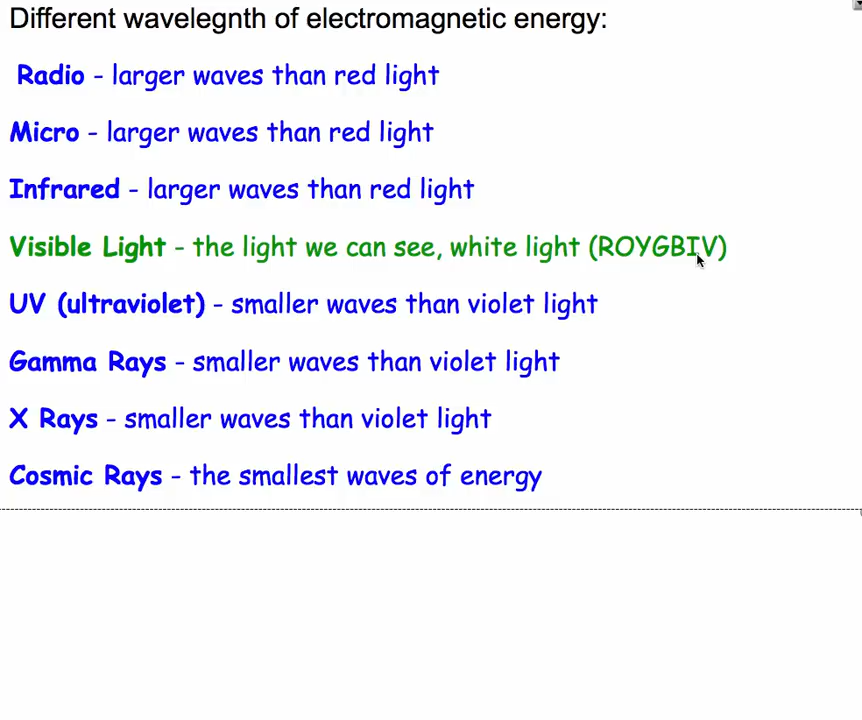 Different wavelegnth of electromagnetic energy:
Radio - larger waves than red light
Micro - larger waves than red light
Infrared - larger waves than red light
Visible Light - the light we can see, white light (ROYGBIV)
UV (ultraviolet) - smaller waves than violet light
Gamma Rays - smaller waves than violet light
X Rays - smaller waves than violet light
Cosmic Rays - the smallest waves of energy